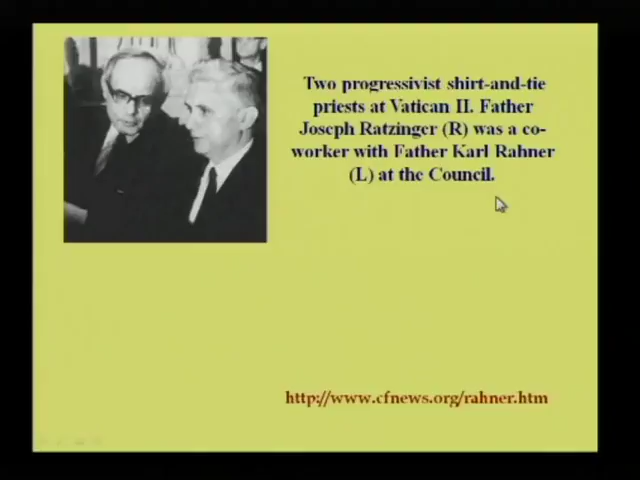 Two progressivist shirt-and-tie
priests at Vatican II. Father
Joseph Ratzinger (R) was a co-
worker with Father Karl Rahner
(L) at the Council.
http://www.cfnews.org/rahner.htm